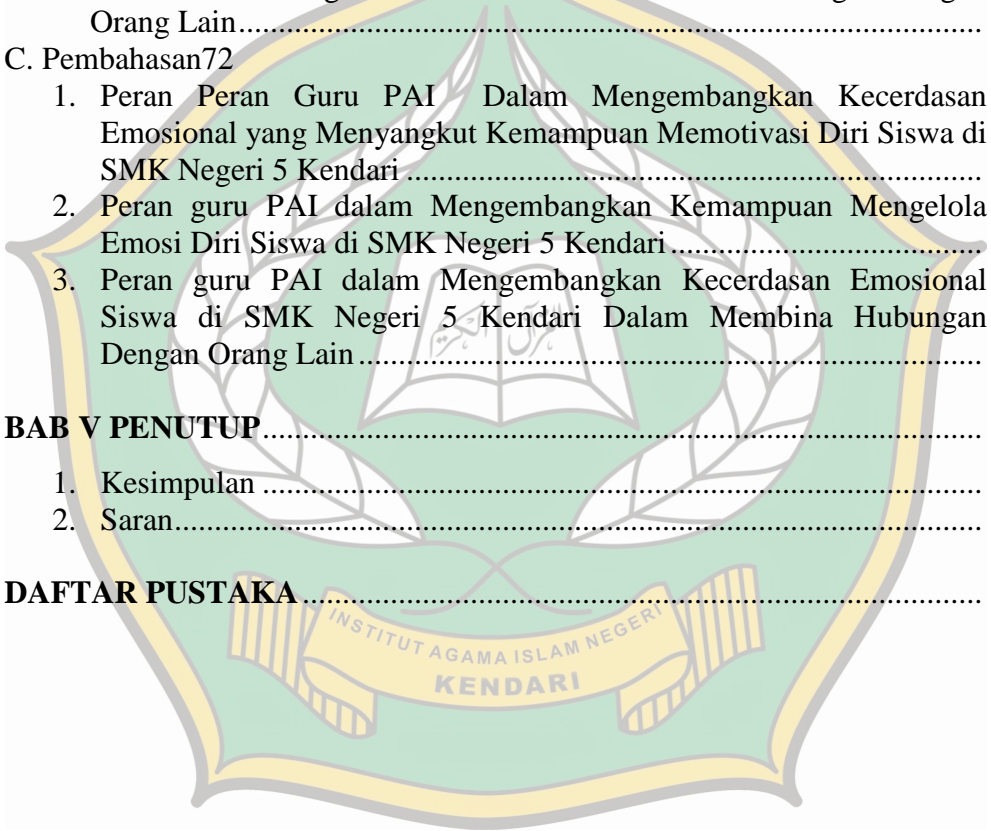 Orang Lain
C. Pembahasan72
1. Peran Peran Guru PAI Dalam Mengembangkan Kecerdasan
Emosional yang Menyangkut Kemampuan Memotivasi Diri Siswa di
SMK Negeri 5 Kendari
2. Peran guru PAI dalam Mengembangkan Kemampuan Mengelola
Emosi Diri Siswa di SMK Negeri 5 Kendari
3. Peran guru PAI dalam Mengembangkan Kecerdasan Emosional
Siswa di SMK Negeri 5 Kendari Dalam Membina Hubungan
Dengan Orang Lain
BAB V PENUTUP
1. Kesimpulan
2. Saran
DAFTAR PUSTAKA
INSTITUT AGAMA ISLAM NEGERI
KENDARI